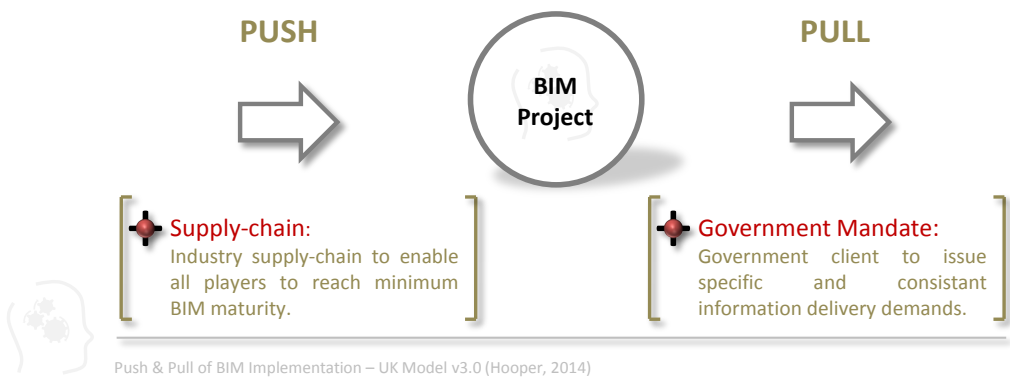 PUSH
PULL
BIM
Project
Supply-chain:
Industry supply-chain to enable
all players to reach minimum
BIM maturity.
Government Mandate:
Government client to issue
specific and consistant
information delivery demands.
Push & Pull of BIM Implementation – UK Model v3.0 (Hooper, 2014)